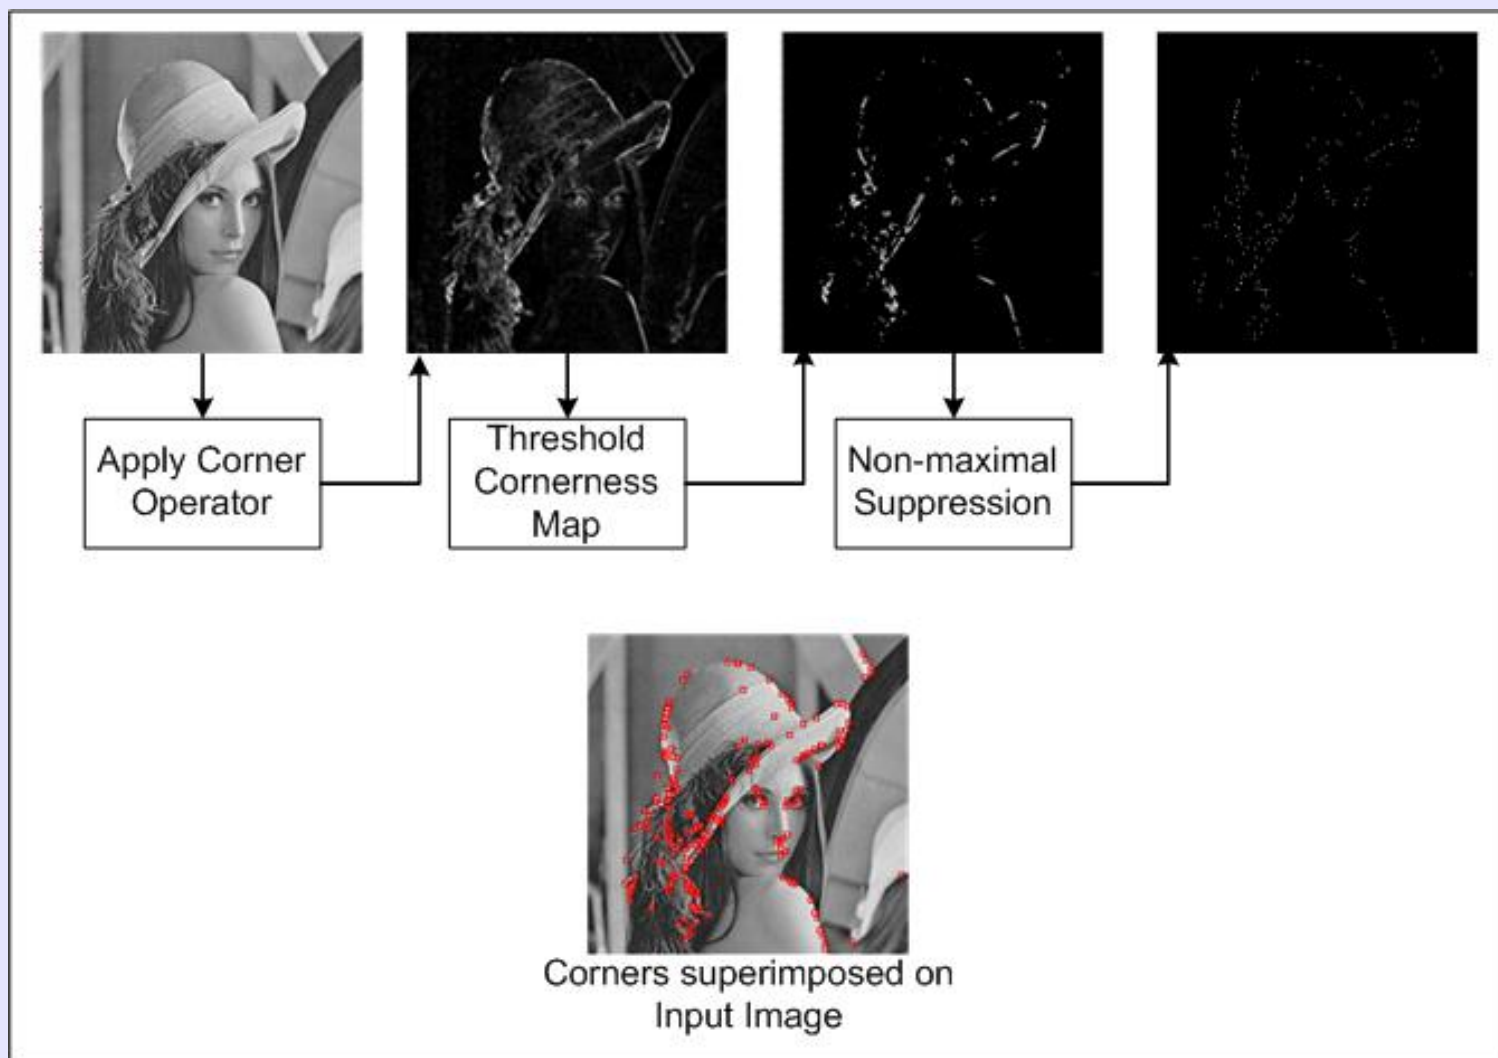 Apply Corner
Operator
Threshold
Cornerness
Map
Non-maximal
Suppression
Corners superimposed on
Input Image